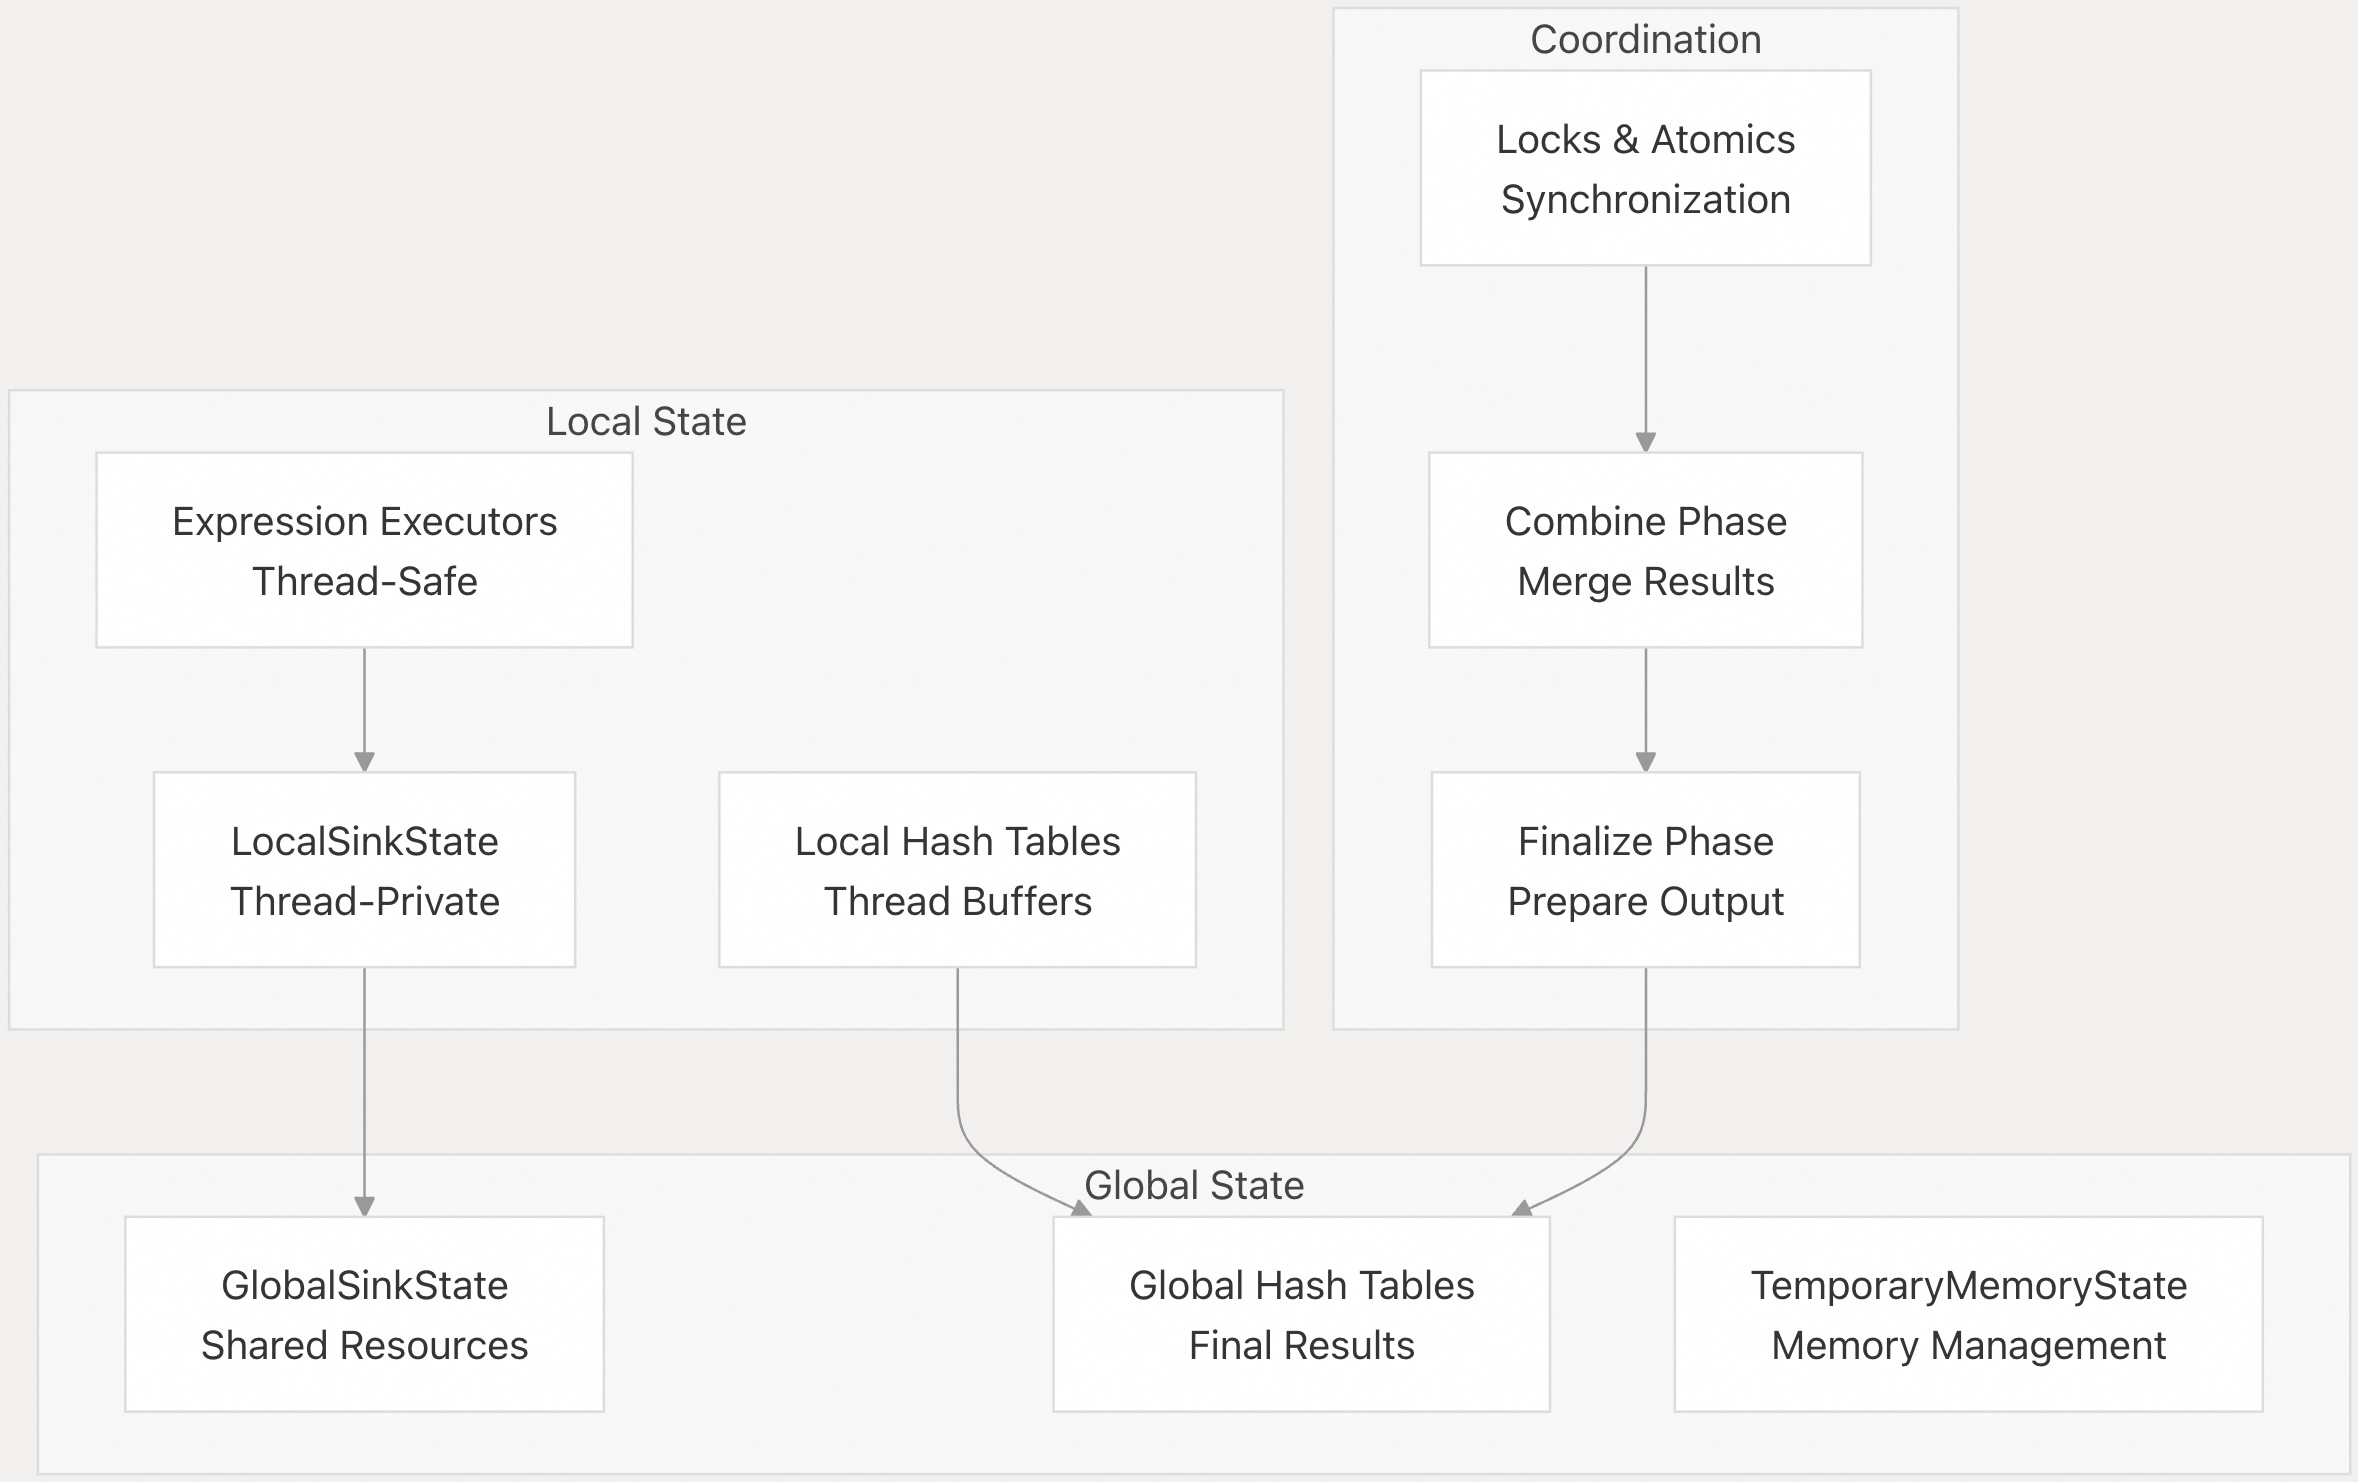 Coordination
Locks & Atomics
Synchronization
Local State
Expression Executors
Thread-Safe
Combine Phase
Merge Results
LocalSinkState
Thread-Private
Local Hash Tables
Thread Buffers
Finalize Phase
Prepare Output
Global State
GlobalSinkState
Shared Resources
Global Hash Tables
Final Results
TemporaryMemoryState
Memory Management